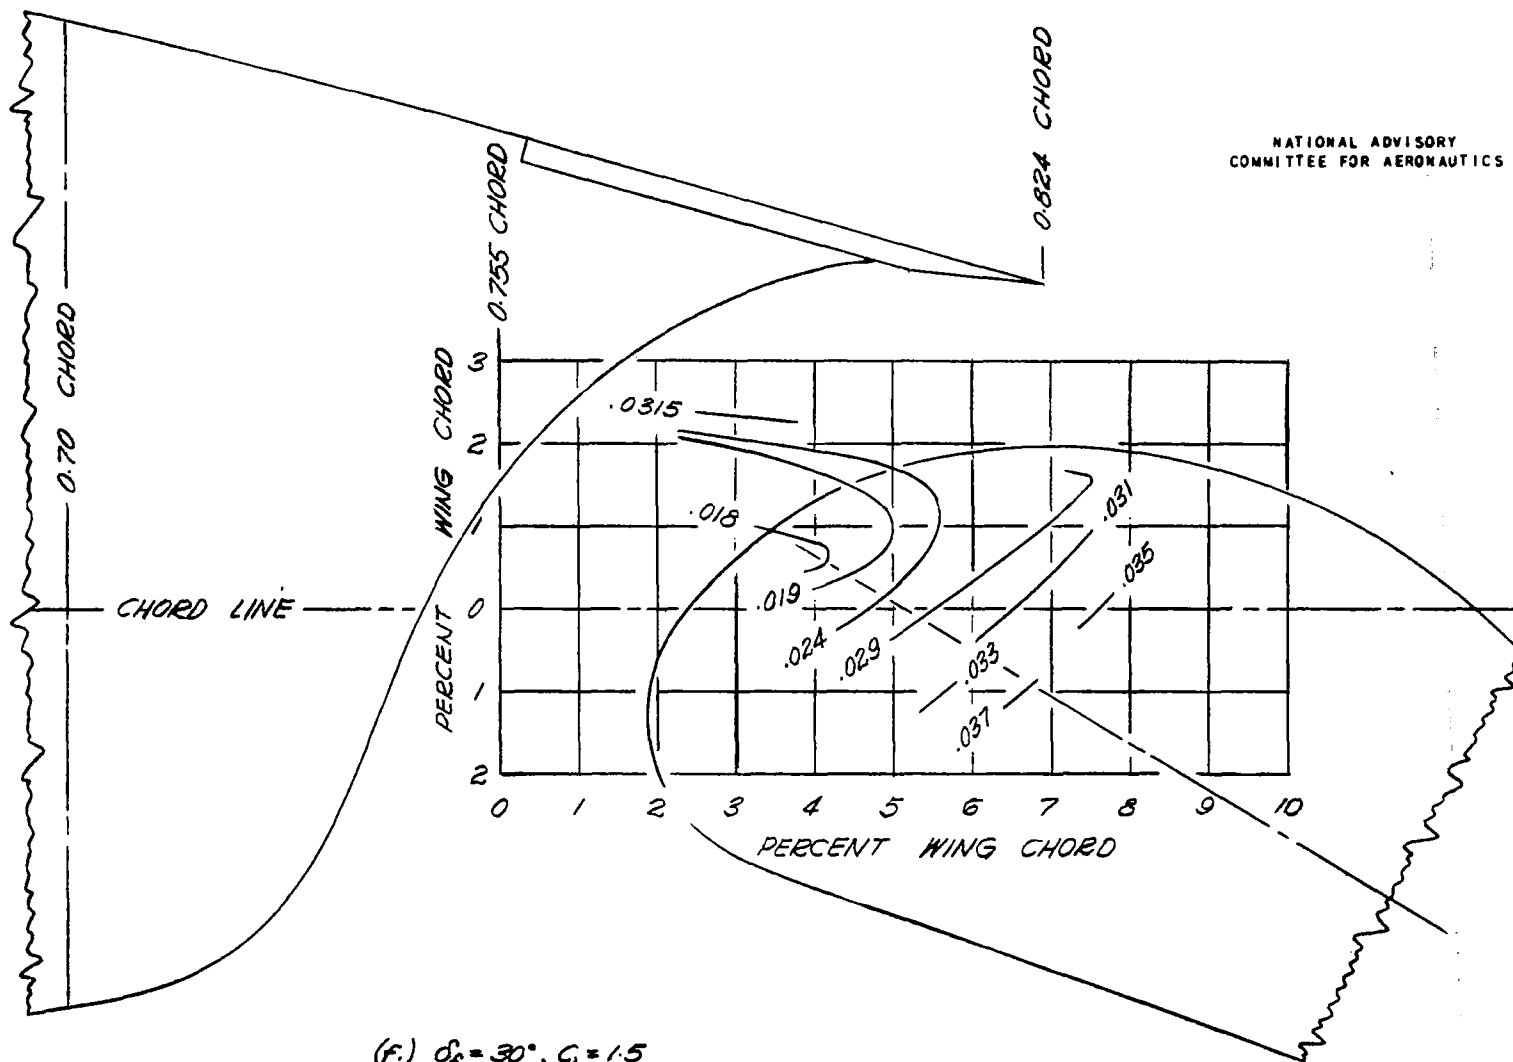 NATIONAL ADVISORY
COMMITTEE FOR AERONAUTICS
0.824 CHORD
0.755 CHORD
0.70 CHORD
PERCENT WING CHORD
3
2
1
0
1
2
CHORD LINE
.0315
.018
.019
.024
.029
.031
.033
.035
.037
0 1 2 3 4 5 6 7 8 9 10
PERCENT WING CHORD
(f.) δf = 30°, Cl = 1.5